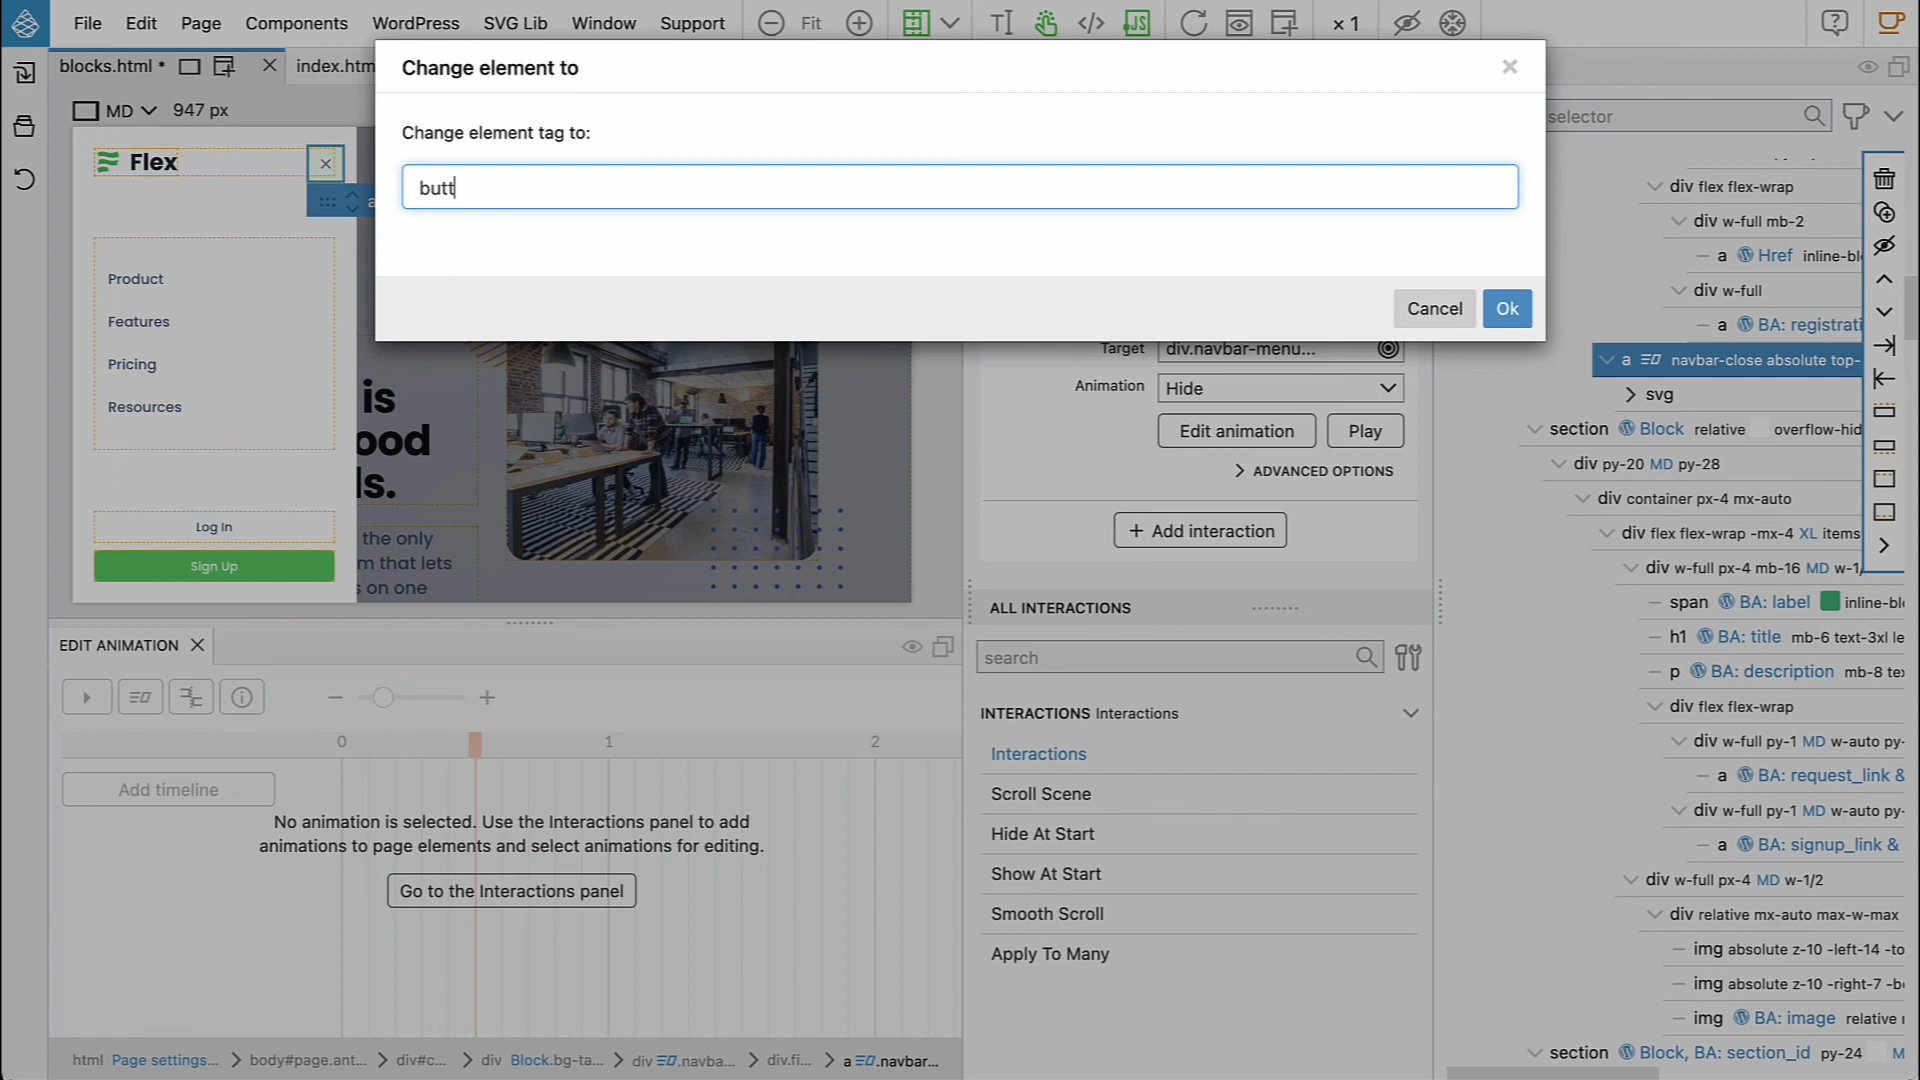 File Edit Page Components WordPress SVG Lib Window Support Fit JS × 1
blocks.html * index.htm
MD 947 px
Change element to
Change element tag to:
butt
Cancel Ok
selector
Flex
Product
Features
Pricing
Resources
Log In
Sign Up
is
ood
ls.
the only
m that lets
s on one
Target div.navbar-menu...
Animation Hide
Edit animation Play
ADVANCED OPTIONS
+ Add interaction
ALL INTERACTIONS
search
INTERACTIONS Interactions
Interactions
Scroll Scene
Hide At Start
Show At Start
Smooth Scroll
Apply To Many
EDIT ANIMATION
0 1 2
Add timeline
No animation is selected. Use the Interactions panel to add
animations to page elements and select animations for editing.
Go to the Interactions panel
html Page settings... body#page.ant... div#c... div Block.bg-ta... div .navba... div.fi... a .navbar...
div flex flex-wrap
div w-full mb-2
a Href inline-bl
div w-full
a BA: registrati
a navbar-close absolute top-
svg
section Block relative overflow-hid
div py-20 MD py-28
div container px-4 mx-auto
div flex flex-wrap -mx-4 XL items
div w-full px-4 mb-16 MD w-1/
span BA: label inline-bl
h1 BA: title mb-6 text-3xl le
p BA: description mb-8 tex
div flex flex-wrap
div w-full py-1 MD w-auto py-
a BA: request_link &
div w-full py-1 MD w-auto py-
a BA: signup_link &
div w-full px-4 MD w-1/2
div relative mx-auto max-w-max
img absolute z-10 -left-14 -to
img absolute z-10 -right-7 -b
img BA: image relative r
section Block, BA: section_id py-24 M